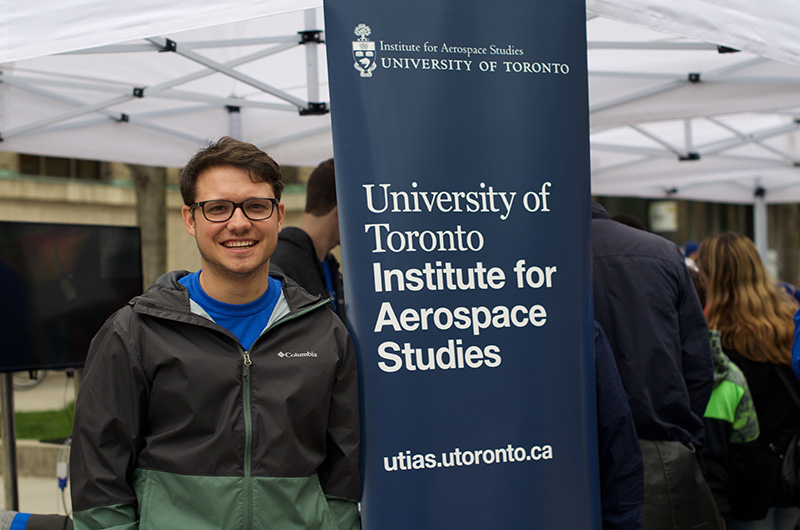 Institute for Aerospace Studies
UNIVERSITY OF TORONTO
University of
Toronto
Institute for
Aerospace
Studies
Columbia
utias.utoronto.ca